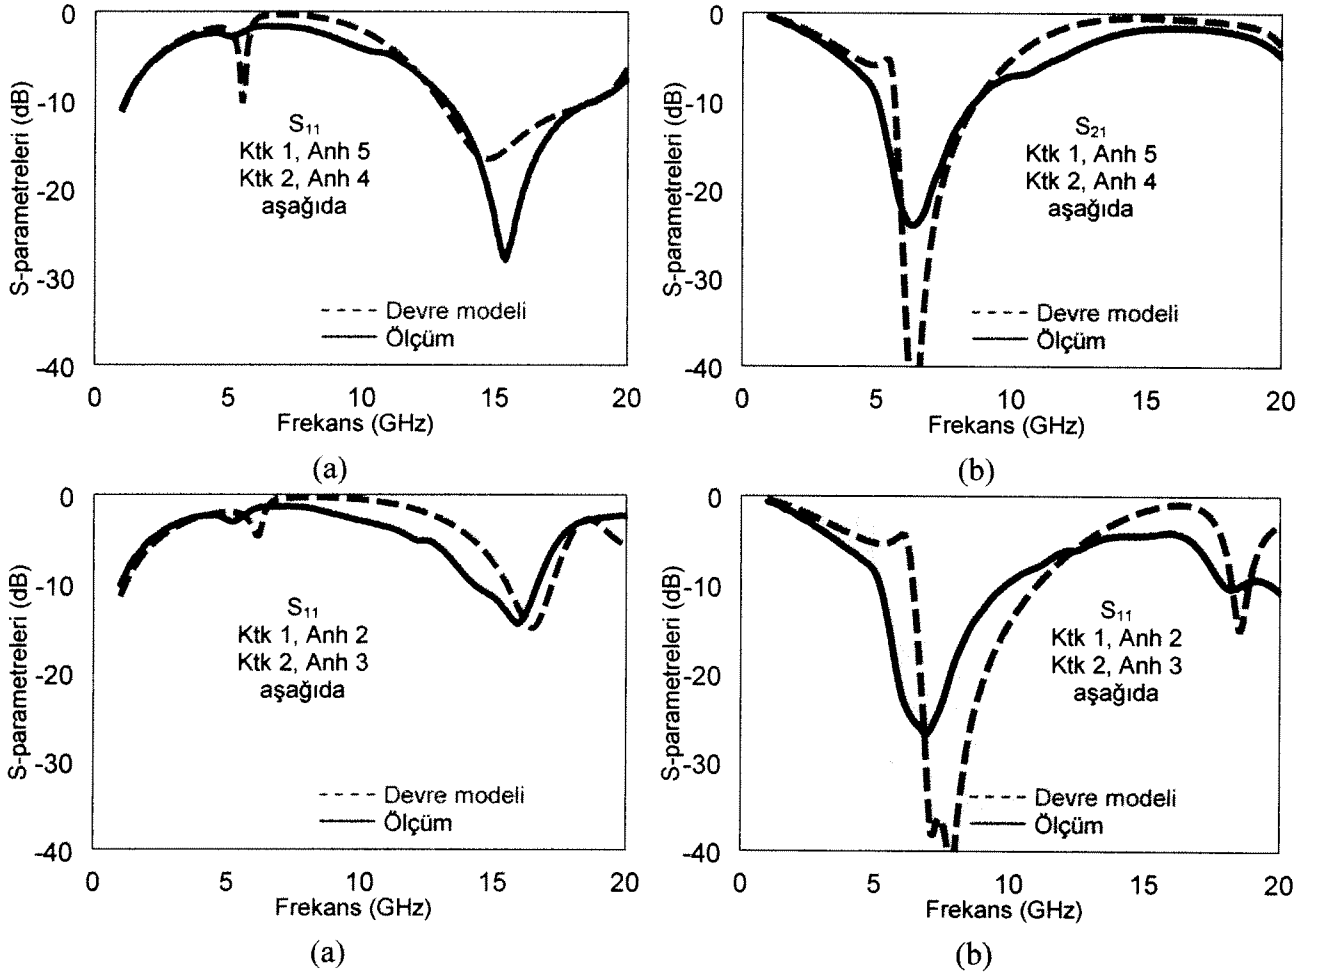 0
-10
-20
-30
-40
S-parametreleri (dB)
S11
Ktk 1, Anh 5
Ktk 2, Anh 4
aşağıda
Devre modeli
Ölçüm
0 5 10 15 20
Frekans (GHz)
(a)
0
-10
-20
-30
-40
S-parametreleri (dB)
S21
Ktk 1, Anh 5
Ktk 2, Anh 4
aşağıda
Devre modeli
Ölçüm
0 5 10 15 20
Frekans (GHz)
(b)
0
-10
-20
-30
-40
S-parametreleri (dB)
S11
Ktk 1, Anh 2
Ktk 2, Anh 3
aşağıda
Devre modeli
Ölçüm
0 5 10 15 20
Frekans (GHz)
(a)
0
-10
-20
-30
-40
S-parametreleri (dB)
S11
Ktk 1, Anh 2
Ktk 2, Anh 3
aşağıda
Devre modeli
Ölçüm
0 5 10 15 20
Frekans (GHz)
(b)